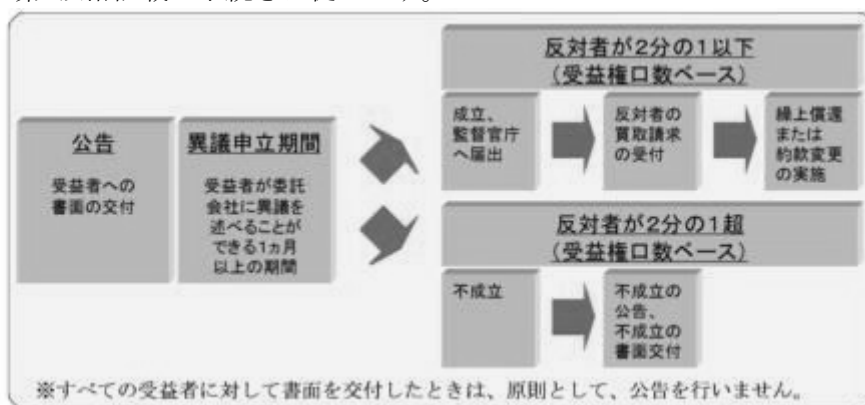 公告
受益者への
書面の交付
異議申立期間
受益者が委託
会社に異議を
述べることが
できる1ヵ月
以上の期間
反対者が2分の1以下
(受益権口数ベース)
成立、
監督官庁
へ届出
反対者の
買取請求
の受付
繰上償還
または
約款変更
の実施
反対者が2分の1超
(受益権口数ベース)
不成立
不成立の
公告、
不成立の
書面交付
※すべての受益者に対して書面を交付したときは、原則として、公告を行いません。